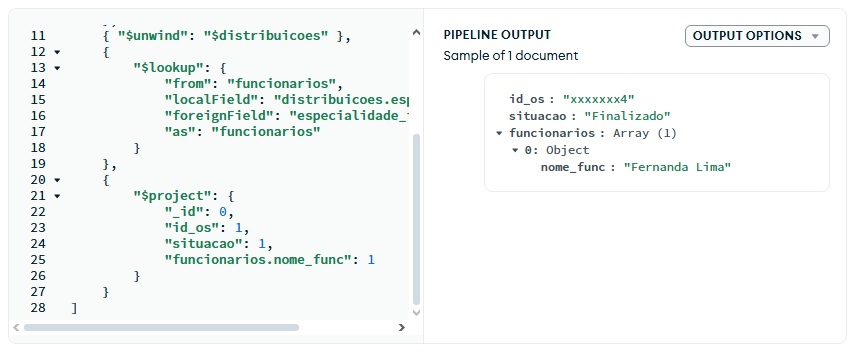 11 { "$unwind": "$distribuicoes" },
12 {
13 "$lookup": {
14 "from": "funcionarios",
15 "localField": "distribuicoes.esp
16 "foreignField": "especialidade_
17 "as": "funcionarios"
18 }
19 },
20 {
21 "$project": {
22 "_id": 0,
23 "id_os": 1,
24 "situacao": 1,
25 "funcionarios.nome_func": 1
26 }
27 }
28 ]
PIPELINE OUTPUT
OUTPUT OPTIONS
Sample of 1 document
id_os : "xxxxxxx4"
situacao : "Finalizado"
funcionarios : Array (1)
0: Object
nome_func : "Fernanda Lima"